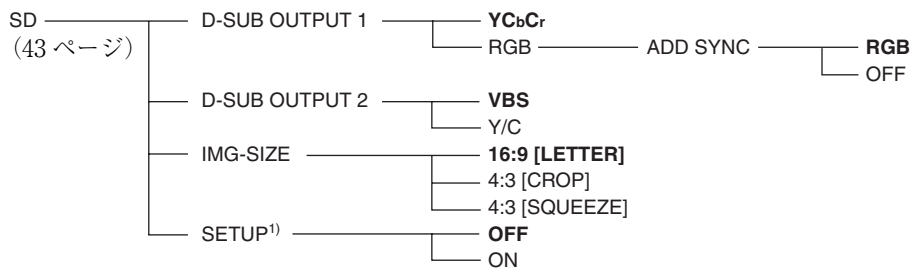 SD D-SUB OUTPUT 1 YCbCr
(43 ページ) RGB ADD SYNC RGB
OFF
D-SUB OUTPUT 2 VBS
Y/C
IMG-SIZE 16:9 [LETTER]
4:3 [CROP]
4:3 [SQUEEZE]
SETUP1) OFF
ON